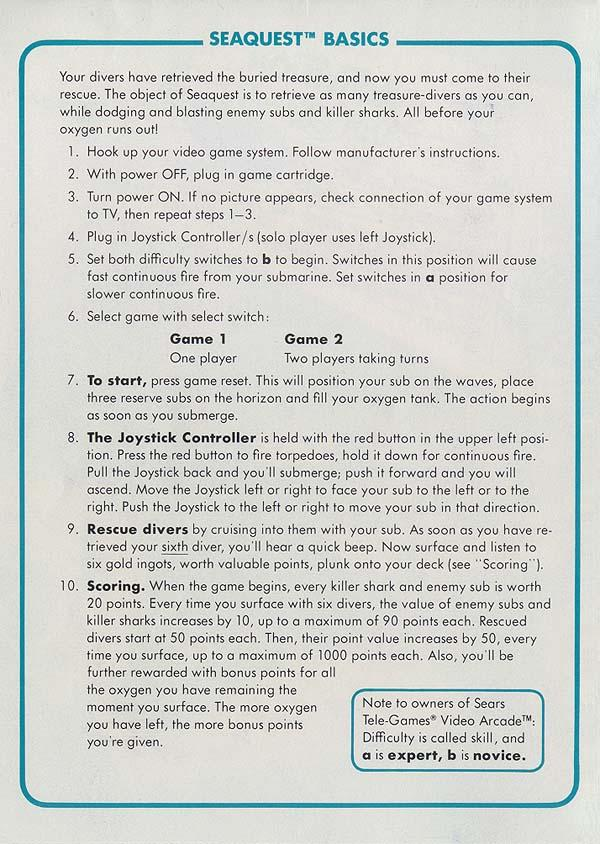 SEAQUEST™ BASICS
Your divers have retrieved the buried treasure, and now you must come to their
rescue. The object of Seaquest is to retrieve as many treasure-divers as you can,
while dodging and blasting enemy subs and killer sharks. All before your
oxygen runs out!
1. Hook up your video game system. Follow manufacturer's instructions.
2. With power OFF, plug in game cartridge.
3. Turn power ON. If no picture appears, check connection of your game system
to TV, then repeat steps 1–3.
4. Plug in Joystick Controller/s (solo player uses left Joystick).
5. Set both difficulty switches to b to begin. Switches in this position will cause
fast continuous fire from your submarine. Set switches in a position for
slower continuous fire.
6. Select game with select switch:
Game 1 Game 2
One player Two players taking turns
7. To start, press game reset. This will position your sub on the waves, place
three reserve subs on the horizon and fill your oxygen tank. The action begins
as soon as you submerge.
8. The Joystick Controller is held with the red button in the upper left posi-
tion. Press the red button to fire torpedoes, hold it down for continuous fire.
Pull the Joystick back and you'll submerge; push it forward and you will
ascend. Move the Joystick left or right to face your sub to the left or to the
right. Push the Joystick to the left or right to move your sub in that direction.
9. Rescue divers by cruising into them with your sub. As soon as you have re-
trieved your sixth diver, you'll hear a quick beep. Now surface and listen to
six gold ingots, worth valuable points, plunk onto your deck (see "Scoring").
10. Scoring. When the game begins, every killer shark and enemy sub is worth
20 points. Every time you surface with six divers, the value of enemy subs and
killer sharks increases by 10, up to a maximum of 90 points each. Rescued
divers start at 50 points each. Then, their point value increases by 50, every
time you surface, up to a maximum of 1000 points each. Also, you'll be
further rewarded with bonus points for all
the oxygen you have remaining the
moment you surface. The more oxygen
you have left, the more bonus points
you're given.
Note to owners of Sears
Tele-Games® Video Arcade™:
Difficulty is called skill, and
a is expert, b is novice.